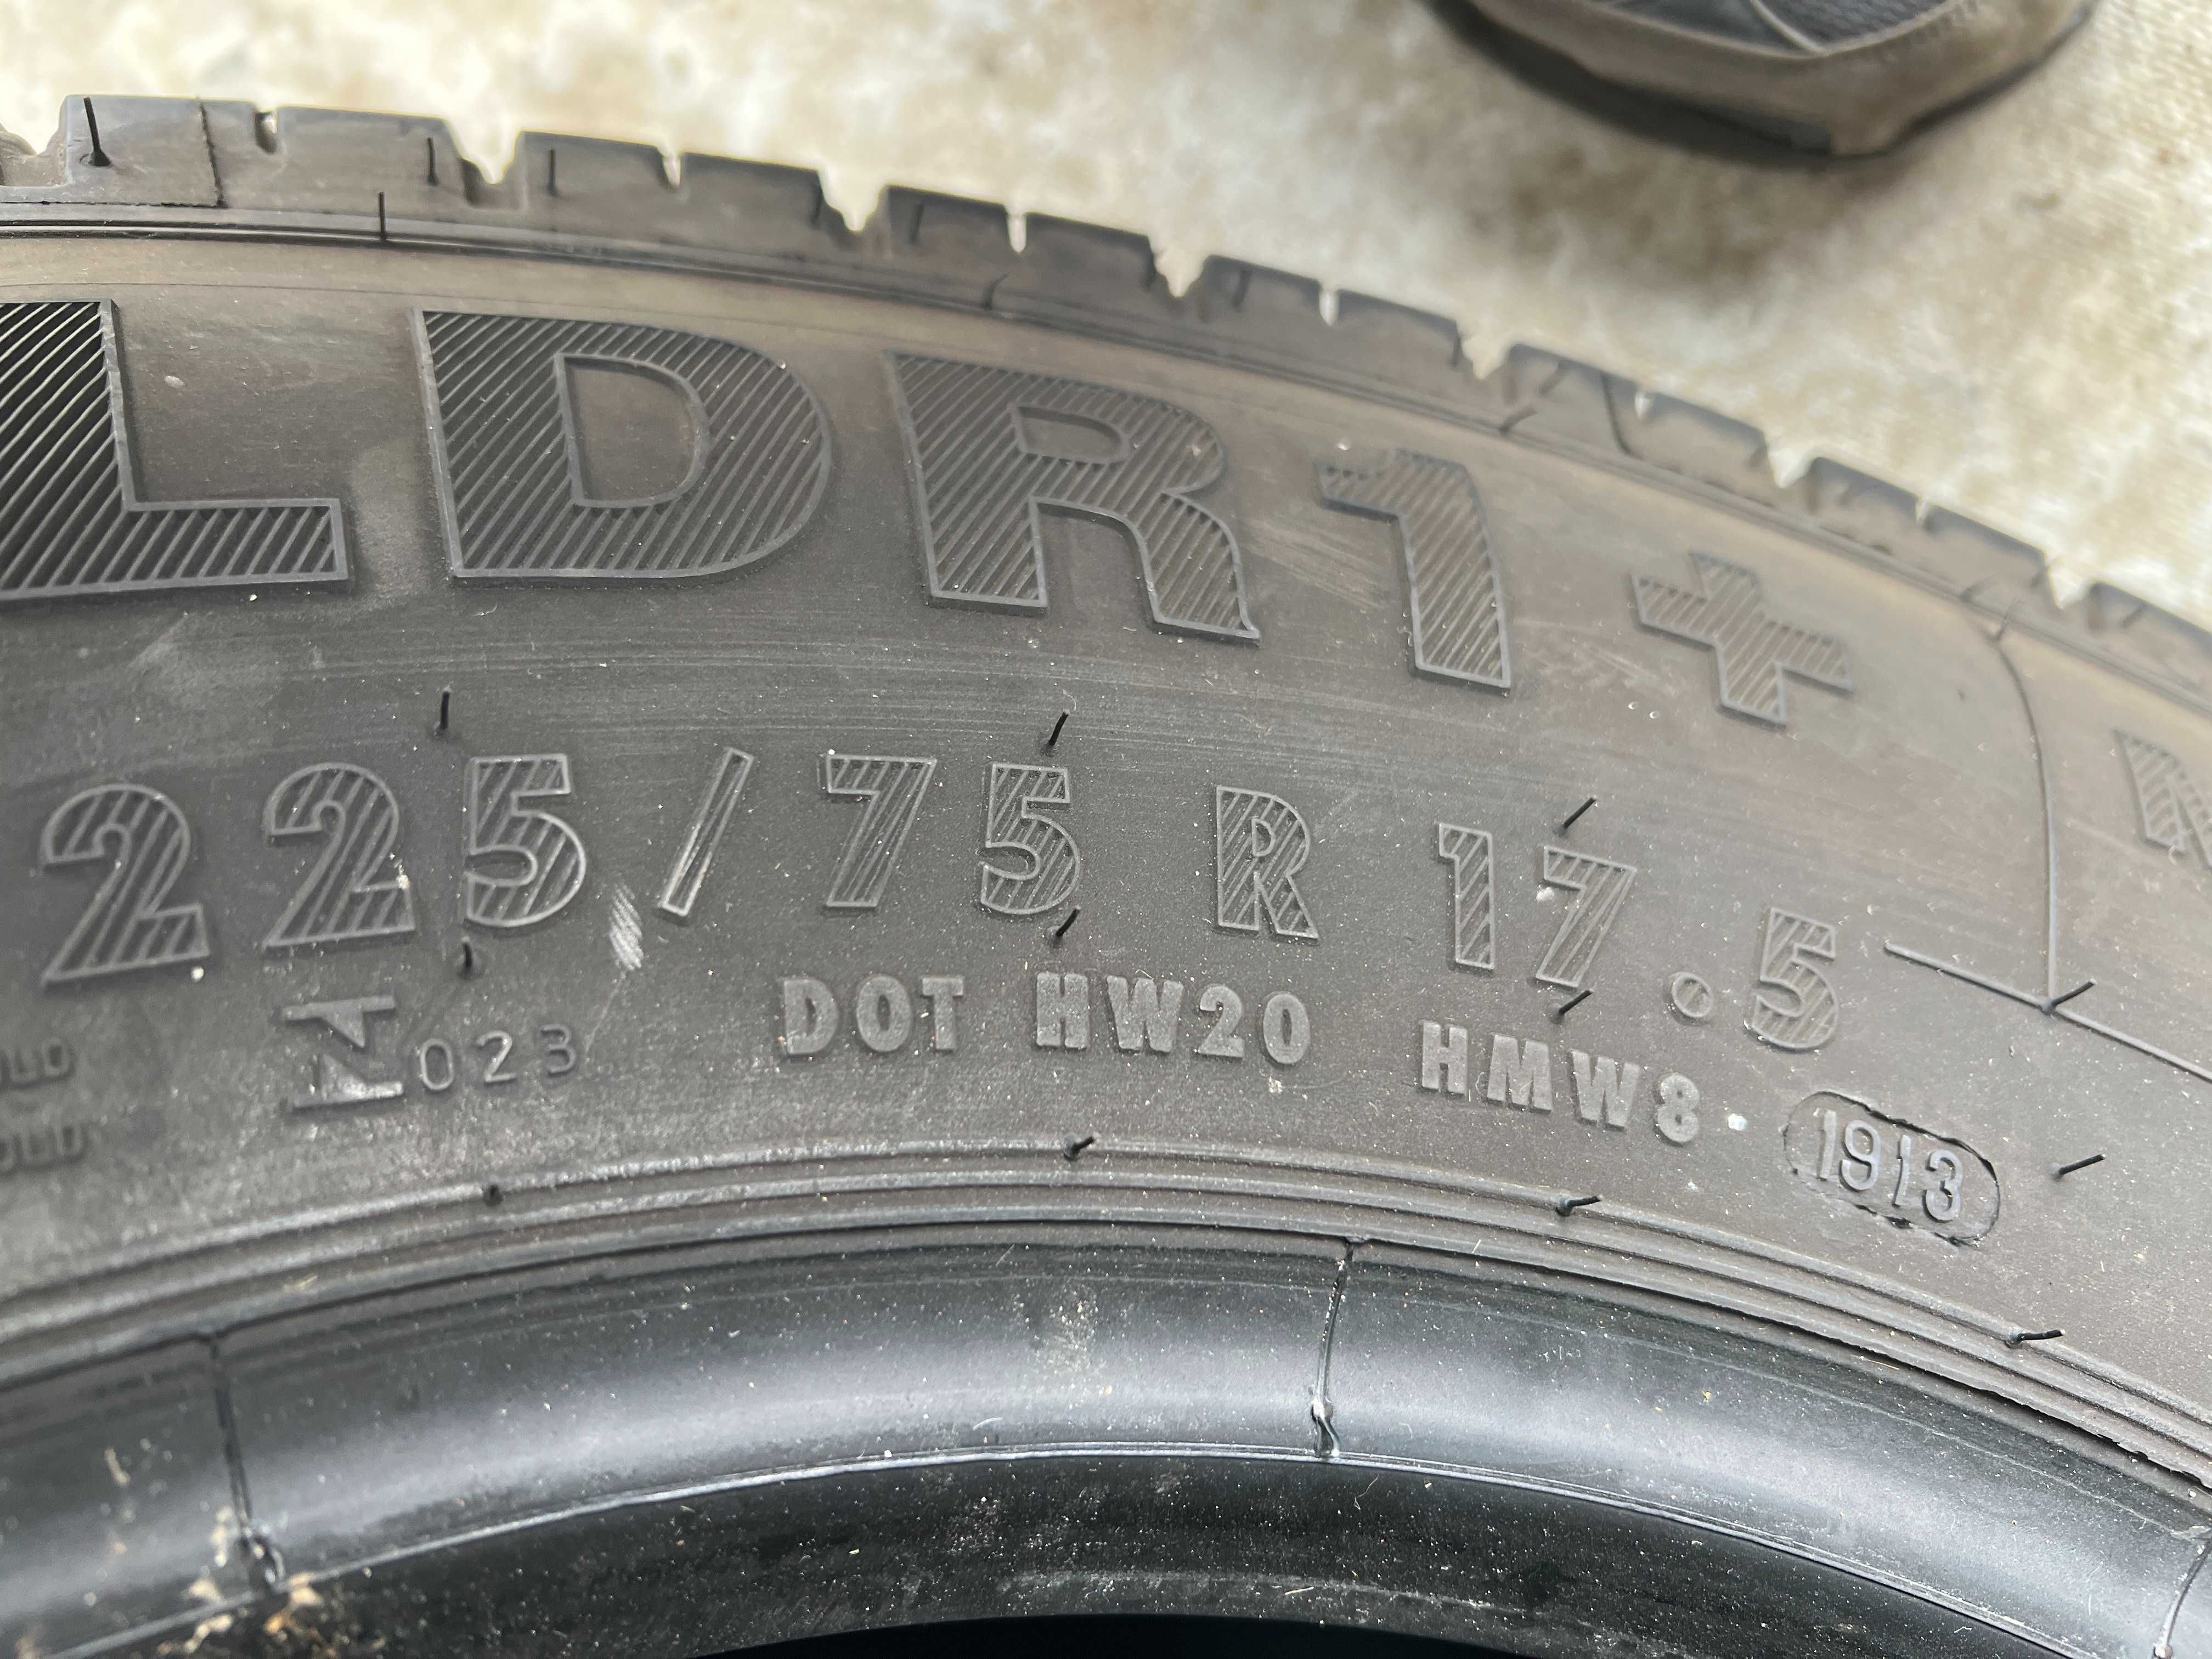 LDR1+
225/75 R 17.5
023
DOT HW20 HMW8 1913